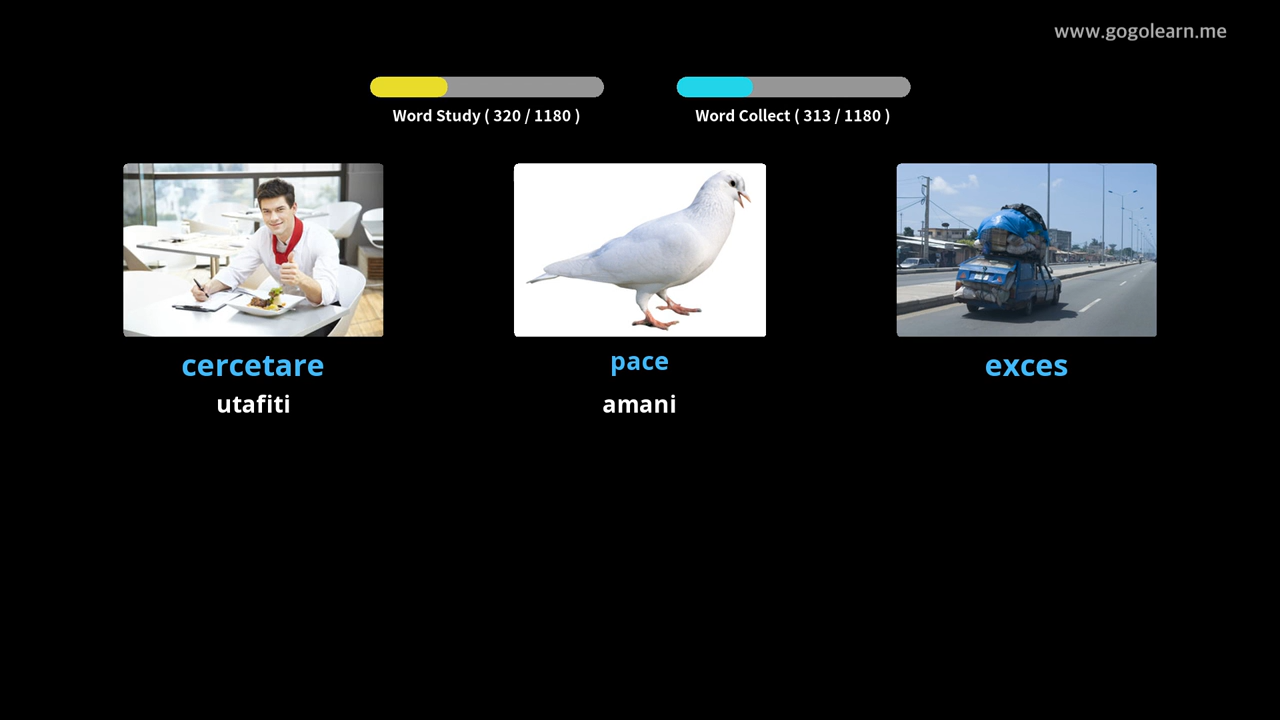 www.gogolearn.me
Word Study ( 320 / 1180 )
Word Collect ( 313 / 1180 )
cercetare
pace
exces
utafiti
amani